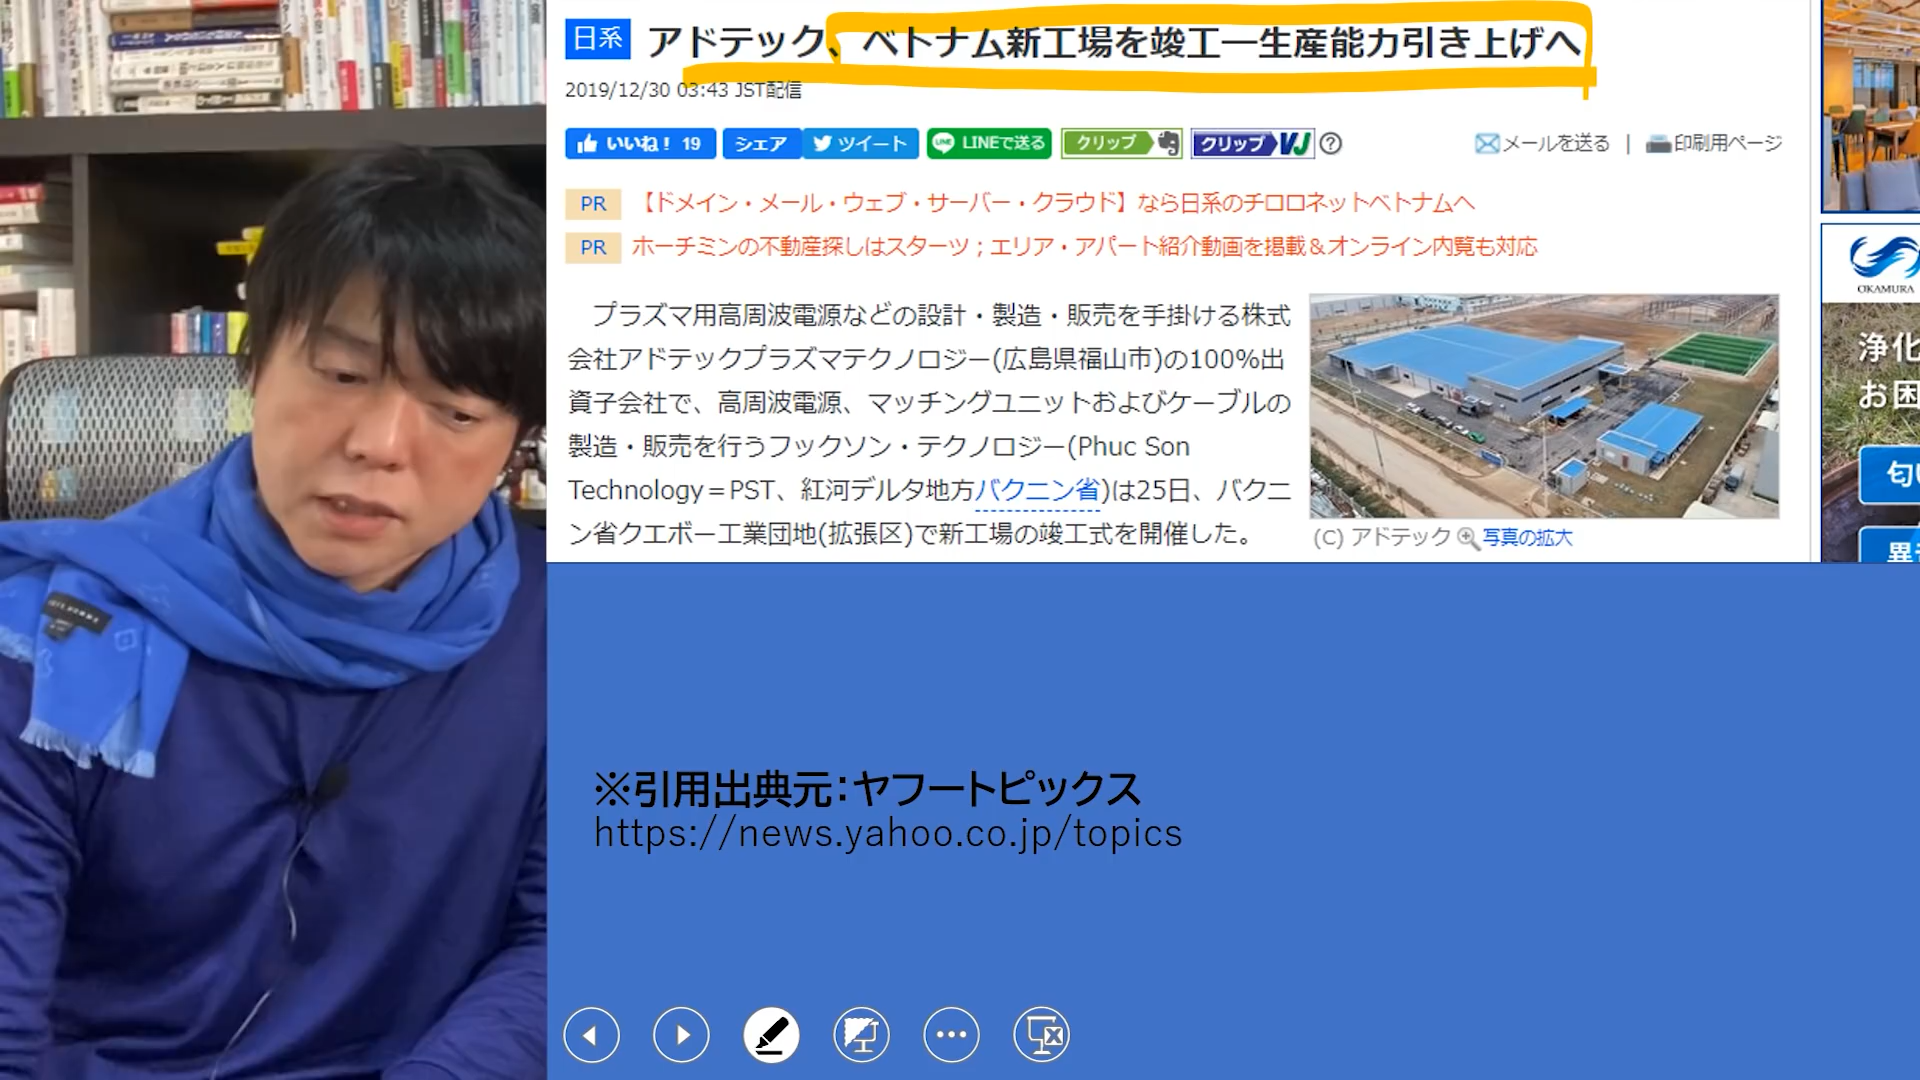 日系 アドテック、ベトナム新工場を竣工―生産能力引き上げへ
2019/12/30 03:43 JST配信
いいね! 19 シェア ツイート LINEで送る クリップ クリップ VJ ? メールを送る | 印刷用ページ
PR 【ドメイン・メール・ウェブ・サーバー・クラウド】なら日系のチロロネットベトナムへ
PR ホーチミンの不動産探しはスターツ;エリア・アパート紹介動画を掲載&オンライン内覧も対応
プラズマ用高周波電源などの設計・製造・販売を手掛ける株式
会社アドテックプラズマテクノロジー(広島県福山市)の100%出
資子会社で、高周波電源、マッチングユニットおよびケーブルの
製造・販売を行うフックソン・テクノロジー(Phuc Son
Technology=PST、紅河デルタ地方バクニン省)は25日、バクニ
ン省クエボー工業団地(拡張区)で新工場の竣工式を開催した。
(C) アドテック 写真の拡大
OKAMURA
浄化
お困
匂い
異
※引用出典元:ヤフートピックス
https://news.yahoo.co.jp/topics